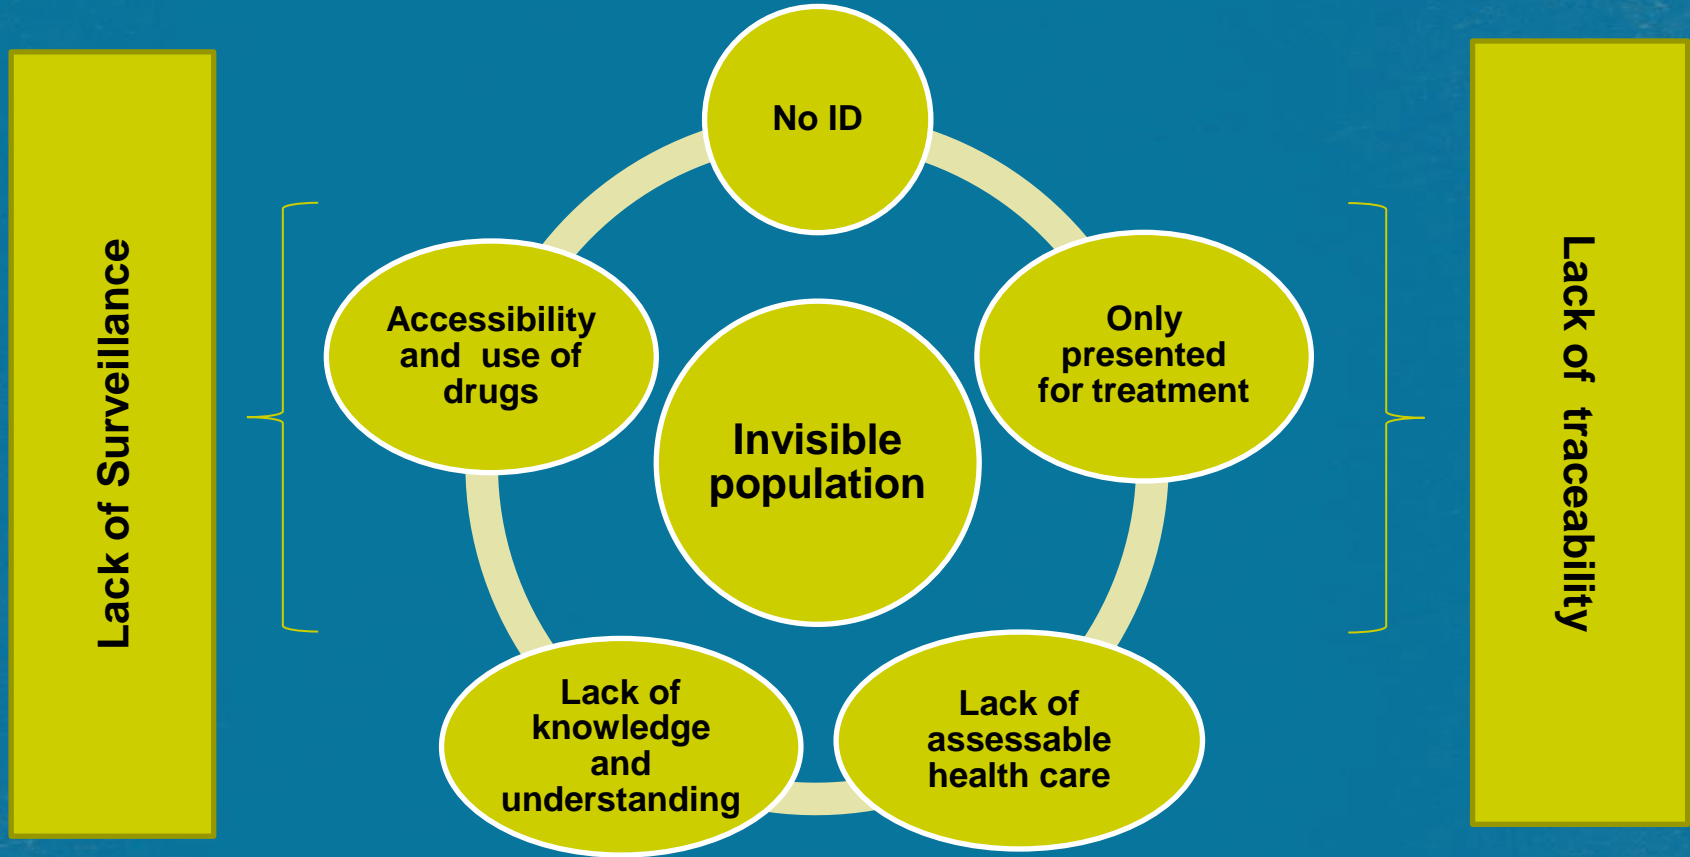 Lack of Surveillance
No ID
Accessibility
and  use of
drugs
Only
presented
for treatment
Invisible
population
Lack of
knowledge
and
understanding
Lack of
assessable
health care
Lack of  traceability